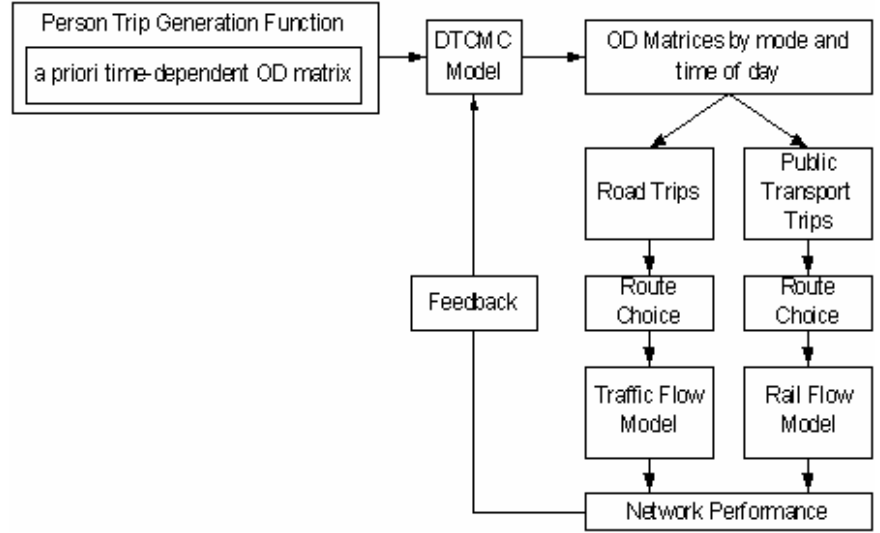 Person Trip Generation Function
a priori time-dependent OD matrix
DTCMC
Model
OD Matrices by mode and
time of day
Road Trips
Public
Transport
Trips
Route
Choice
Route
Choice
Feedback
Traffic Flow
Model
Rail Flow
Model
Network Performance